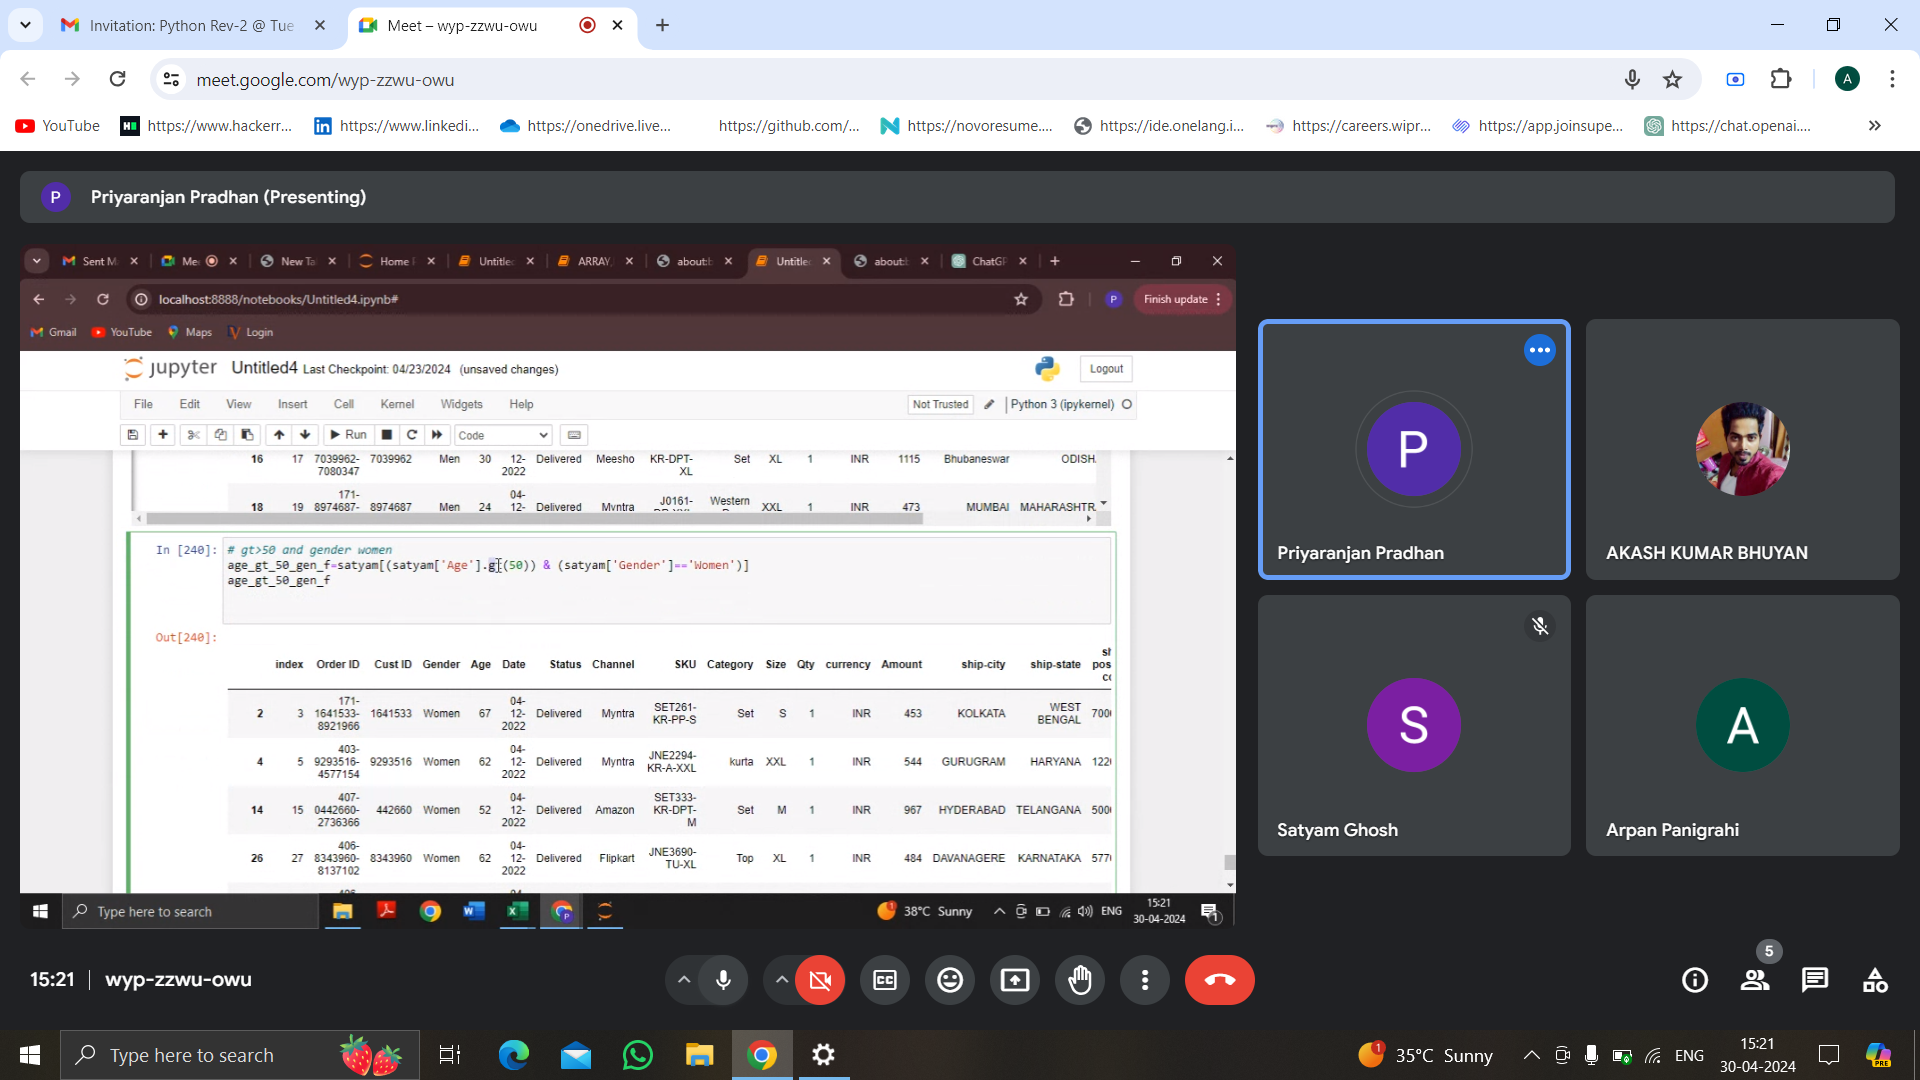 Invitation: Python Rev-2 @ Tue
Meet – wyp-zzwu-owu
meet.google.com/wyp-zzwu-owu
A
YouTube
https://www.hackerr...
https://www.linkedi...
https://onedrive.live...
https://github.com/...
https://novoresume....
https://ide.onelang.i...
https://careers.wipr...
https://app.joinsupe...
https://chat.openai....
P
Priyaranjan Pradhan (Presenting)
Sent M
Me
New Ta
Home
Untitle
ARRAY,
about:b
Untitle
about:
ChatGP
localhost:8888/notebooks/Untitled4.ipynb#
P
Finish update
Gmail
YouTube
Maps
Login
jupyter Untitled4 Last Checkpoint: 04/23/2024 (unsaved changes)
Logout
File Edit View Insert Cell Kernel Widgets Help
Not Trusted
Python 3 (ipykernel)
Run
Code
16 17 7039962-7080347 7039962 Men 30 12-2022 Delivered Meesho KR-DPT-XL Set XL 1 INR 1115 Bhubaneswar ODISH
18 19 171-8974687- 8974687 Men 24 04-12- Delivered Myntra J0161- Western XXL 1 INR 473 MUMBAI MAHARASHTR
In [240]: # gt>50 and gender women
age_gt_50_gen_f=satyam[(satyam['Age'].gt(50)) & (satyam['Gender']=='Women')]
age_gt_50_gen_f
Out[240]:
index Order ID Cust ID Gender Age Date Status Channel SKU Category Size Qty currency Amount ship-city ship-state
2 3 171-1641533-8921966 1641533 Women 67 04-12-2022 Delivered Myntra SET261-KR-PP-S Set S 1 INR 453 KOLKATA WEST BENGAL 700
4 5 403-9293516-4577154 9293516 Women 62 04-12-2022 Delivered Myntra JNE2294-KR-A-XXL kurta XXL 1 INR 544 GURUGRAM HARYANA 122
14 15 407-0442660-2736366 442660 Women 52 04-12-2022 Delivered Amazon SET333-KR-DPT-M Set M 1 INR 967 HYDERABAD TELANGANA 500
26 27 406-8343960-8137102 8343960 Women 62 04-12-2022 Delivered Flipkart JNE3690-TU-XL Top XL 1 INR 484 DAVANAGERE KARNATAKA 577
Type here to search
38°C Sunny
ENG
15:21
30-04-2024
1
P
Priyaranjan Pradhan
AKASH KUMAR BHUYAN
S
Satyam Ghosh
A
Arpan Panigrahi
15:21
wyp-zzwu-owu
5
Type here to search
1
35°C Sunny
ENG
15:21
30-04-2024
PRE